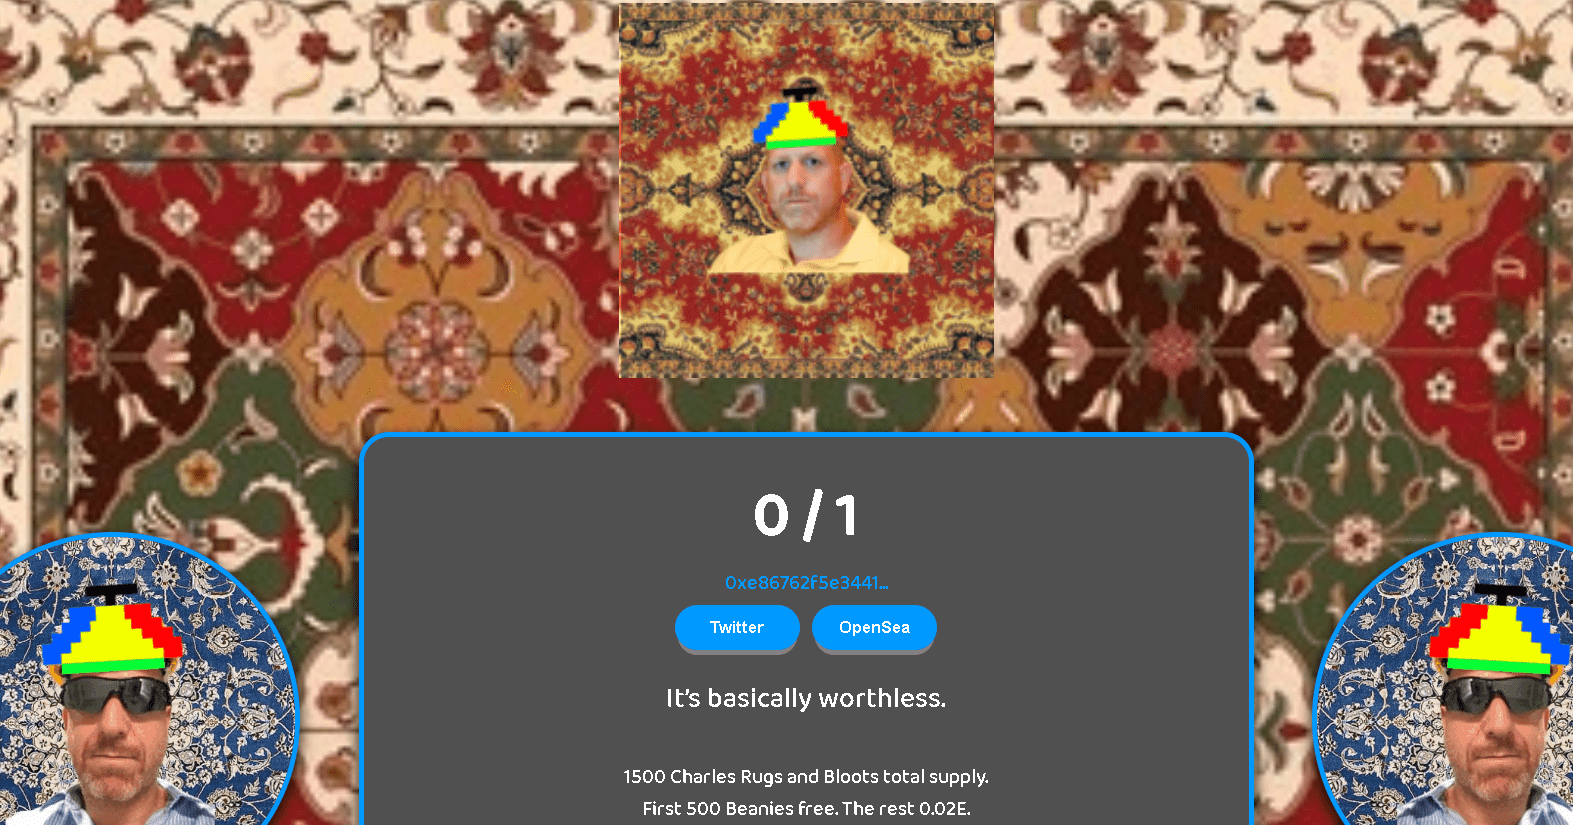 0/1
0xe86762f5e3441...
Twitter
OpenSea
It's basically worthless.
1500 Charles Rugs and Bloots total supply.
First 500 Beanies free. The rest 0.02E.